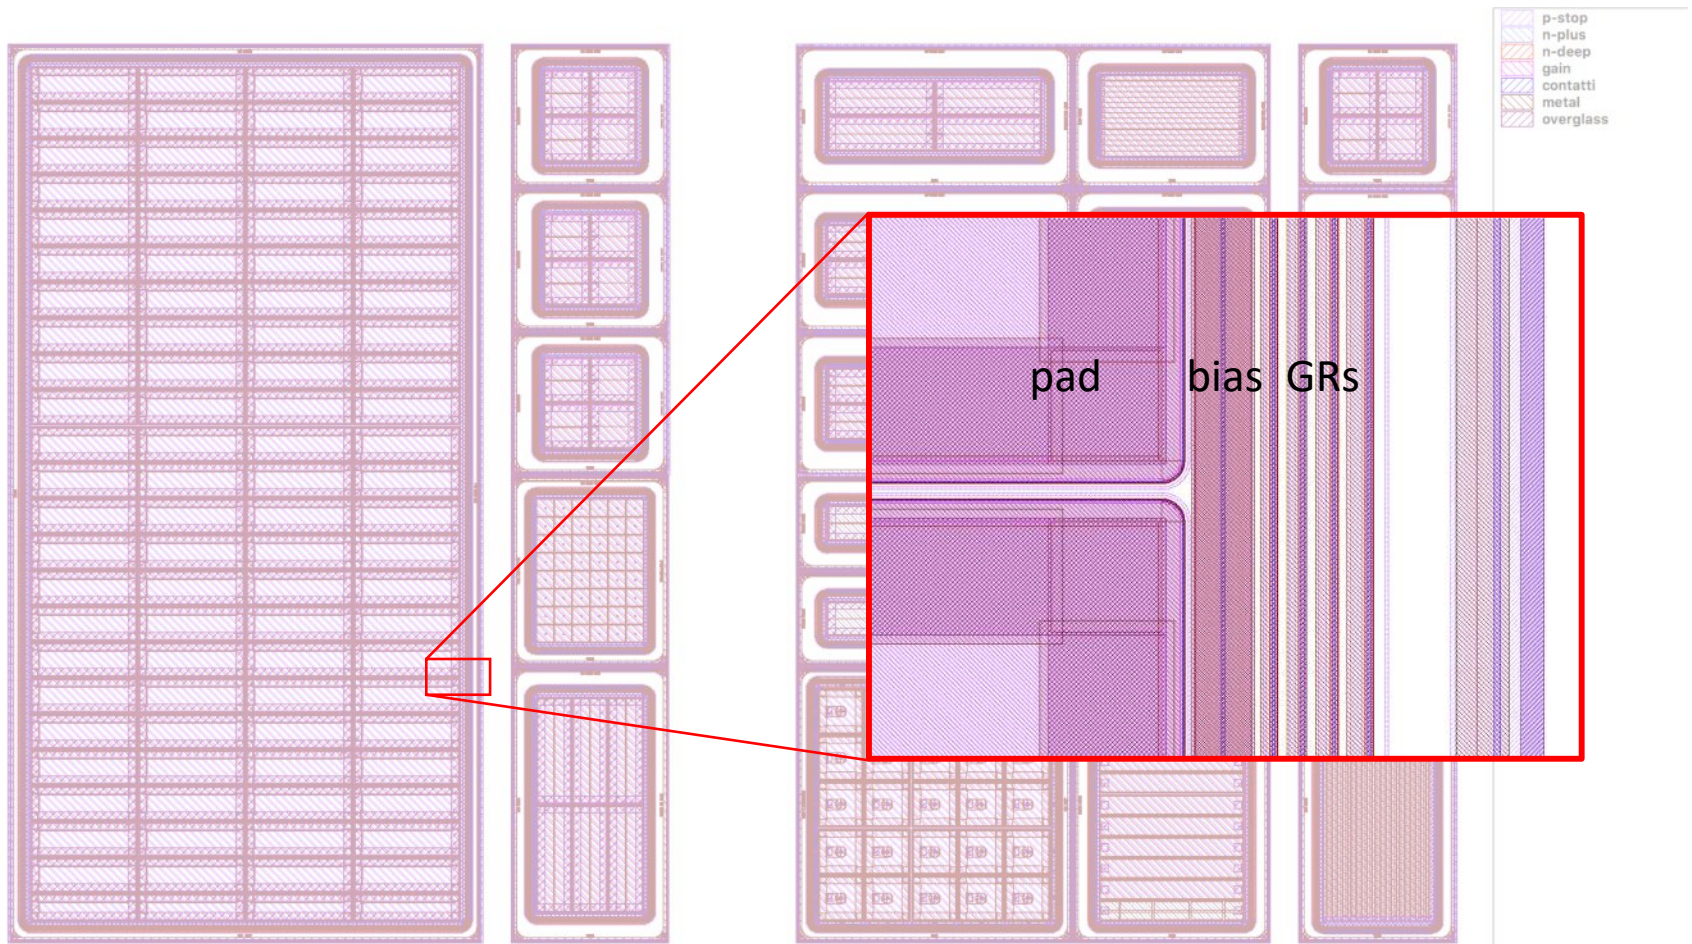 p-stop
n-plus
n-deep
gain
contatti
metal
overglass
pad bias GRs